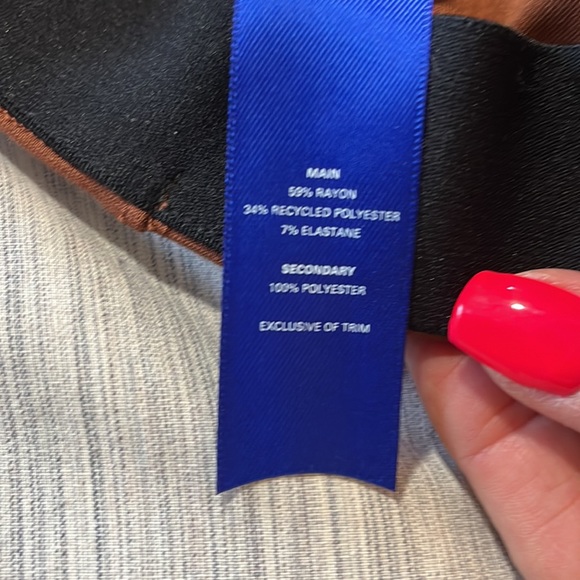 MAIN
59% RAYON
34% RECYCLED POLYESTER
7% ELASTANE
SECONDARY
100% POLYESTER
EXCLUSIVE OF TRIM